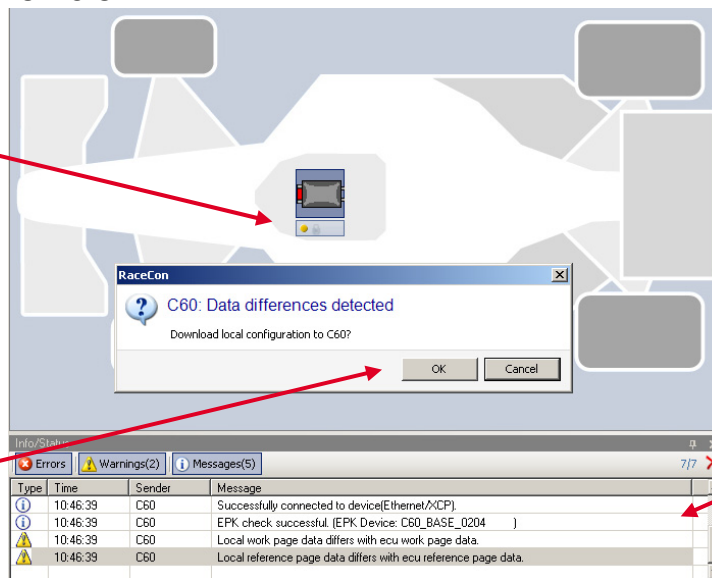 RaceCon
C60: Data differences detected
Download local configuration to C60?
OK Cancel
Info/Status
Errors Warnings(2) Messages(5) 7/7
Type Time Sender Message
10:46:39 C60 Successfully connected to device(Ethernet/XCP).
10:46:39 C60 EPK check successful. (EPK Device: C60_BASE_0204 )
10:46:39 C60 Local work page data differs with ecu work page data.
10:46:39 C60 Local reference page data differs with ecu reference page data.